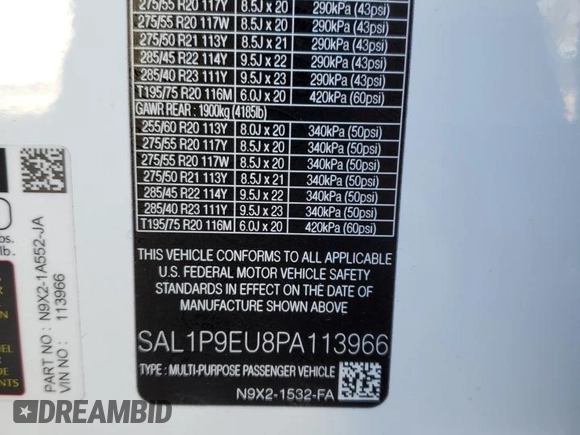 275/55 R20 117Y 8.5J x 20 290kPa (43psi)
275/55 R20 117W 8.5J x 20 290kPa (43psi)
275/50 R21 113Y 8.5J x 21 290kPa (43psi)
285/45 R22 114Y 9.5J x 22 290kPa (43psi)
285/40 R23 111Y 9.5J x 23 290kPa (43psi)
T195/75 R20 116M 6.0J x 20 420kPa (60psi)
GAWR REAR : 1900kg (4185lb)
255/60 R20 113Y 8.0J x 20 340kPa (50psi)
275/55 R20 117Y 8.5J x 20 340kPa (50psi)
275/55 R20 117W 8.5J x 20 340kPa (50psi)
275/50 R21 113Y 8.5J x 21 340kPa (50psi)
285/45 R22 114Y 9.5J x 22 340kPa (50psi)
285/40 R23 111Y 9.5J x 23 340kPa (50psi)
T195/75 R20 116M 6.0J x 20 420kPa (60psi)
THIS VEHICLE CONFORMS TO ALL APPLICABLE
U.S. FEDERAL MOTOR VEHICLE SAFETY
STANDARDS IN EFFECT ON THE DATE OF
MANUFACTURE SHOWN ABOVE
SAL1P9EU8PA113966
TYPE : MULTI-PURPOSE PASSENGER VEHICLE
N9X2-1532-FA
PART NO : N9X2-1A552-JA
VIN NO : 113966
bs.
lb.
DREAMBID